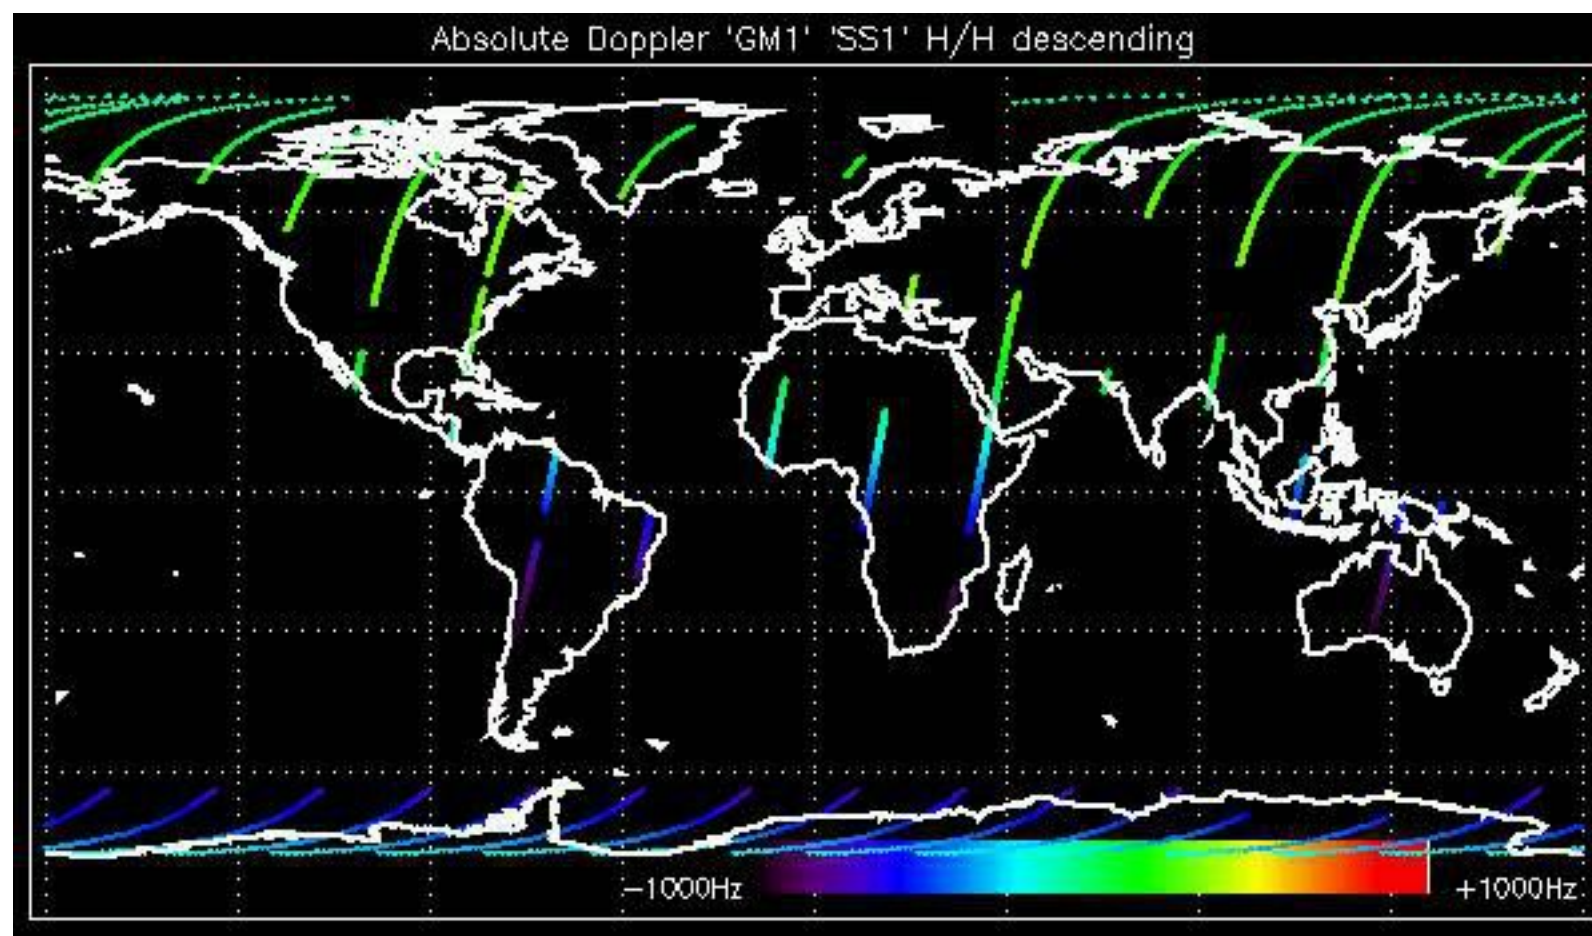 Absolute Doppler 'GM1' 'SS1' H/H descending
−1000Hz
+1000Hz